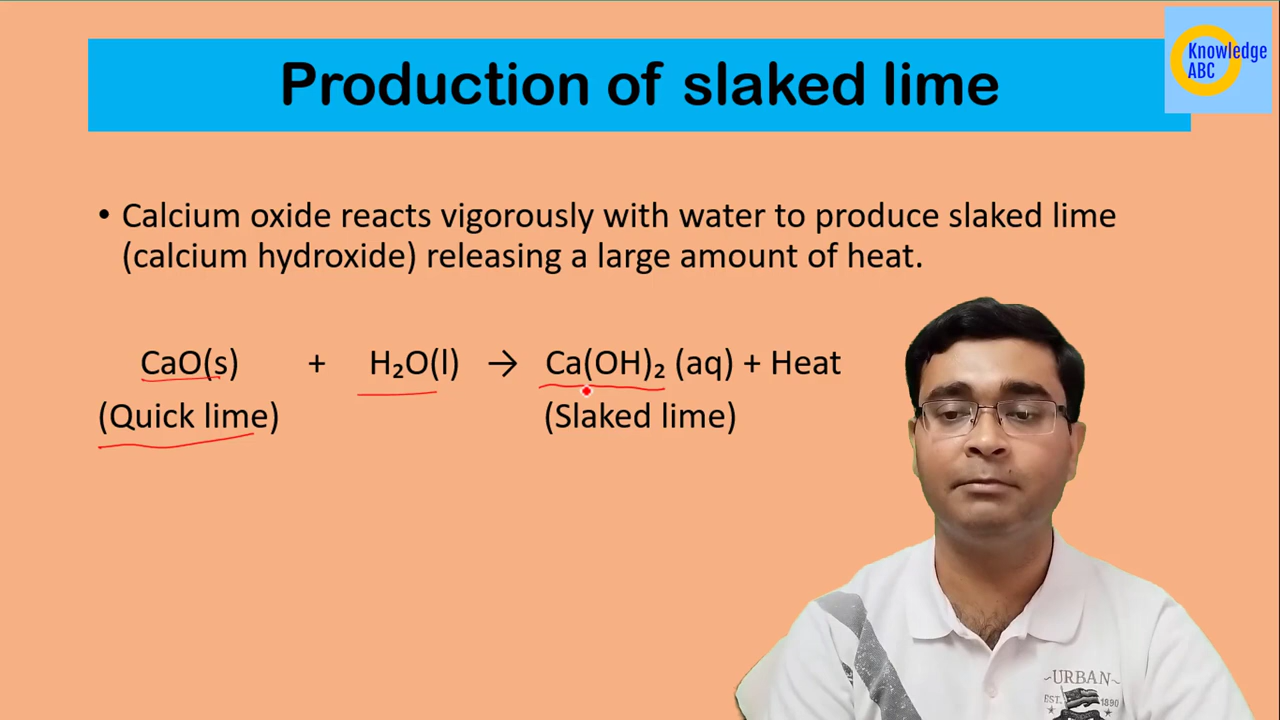 Knowledge
ABC
Production of slaked lime
• Calcium oxide reacts vigorously with water to produce slaked lime
(calcium hydroxide) releasing a large amount of heat.
CaO(s) + H₂O(l) → Ca(OH)₂ (aq) + Heat
(Quick lime) (Slaked lime)
~URBAN~
EST. 1890